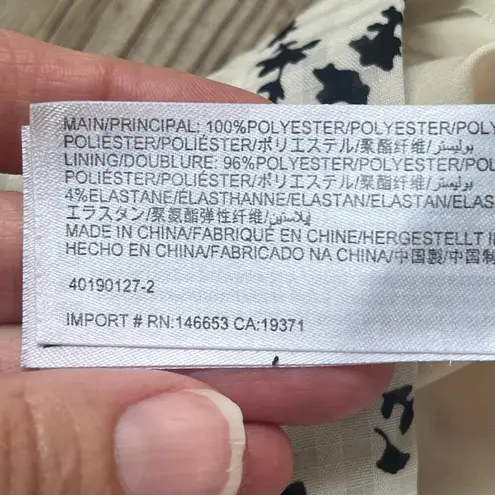 MAIN/PRINCIPAL: 100%POLYESTER/POLYESTER/POLY
POLIÉSTER/POLIÉSTER/ポリエステル/聚酯纤维/بوليستر
LINING/DOUBLURE: 96%POLYESTER/POLYESTER/PO
POLIÉSTER/POLIÉSTER/ポリエステル/聚酯纤维/بوليستر
4%ELASTANE/ÉLASTHANNE/ELASTAN/ELASTAN/ELAS
エラスタン/聚氨酯弹性纤维/إيلاستين
MADE IN CHINA/FABRIQUÉ EN CHINE/HERGESTELLT I
HECHO EN CHINA/FABRICADO NA CHINA/中国製/中国制
40190127-2
IMPORT # RN:146653 CA:19371